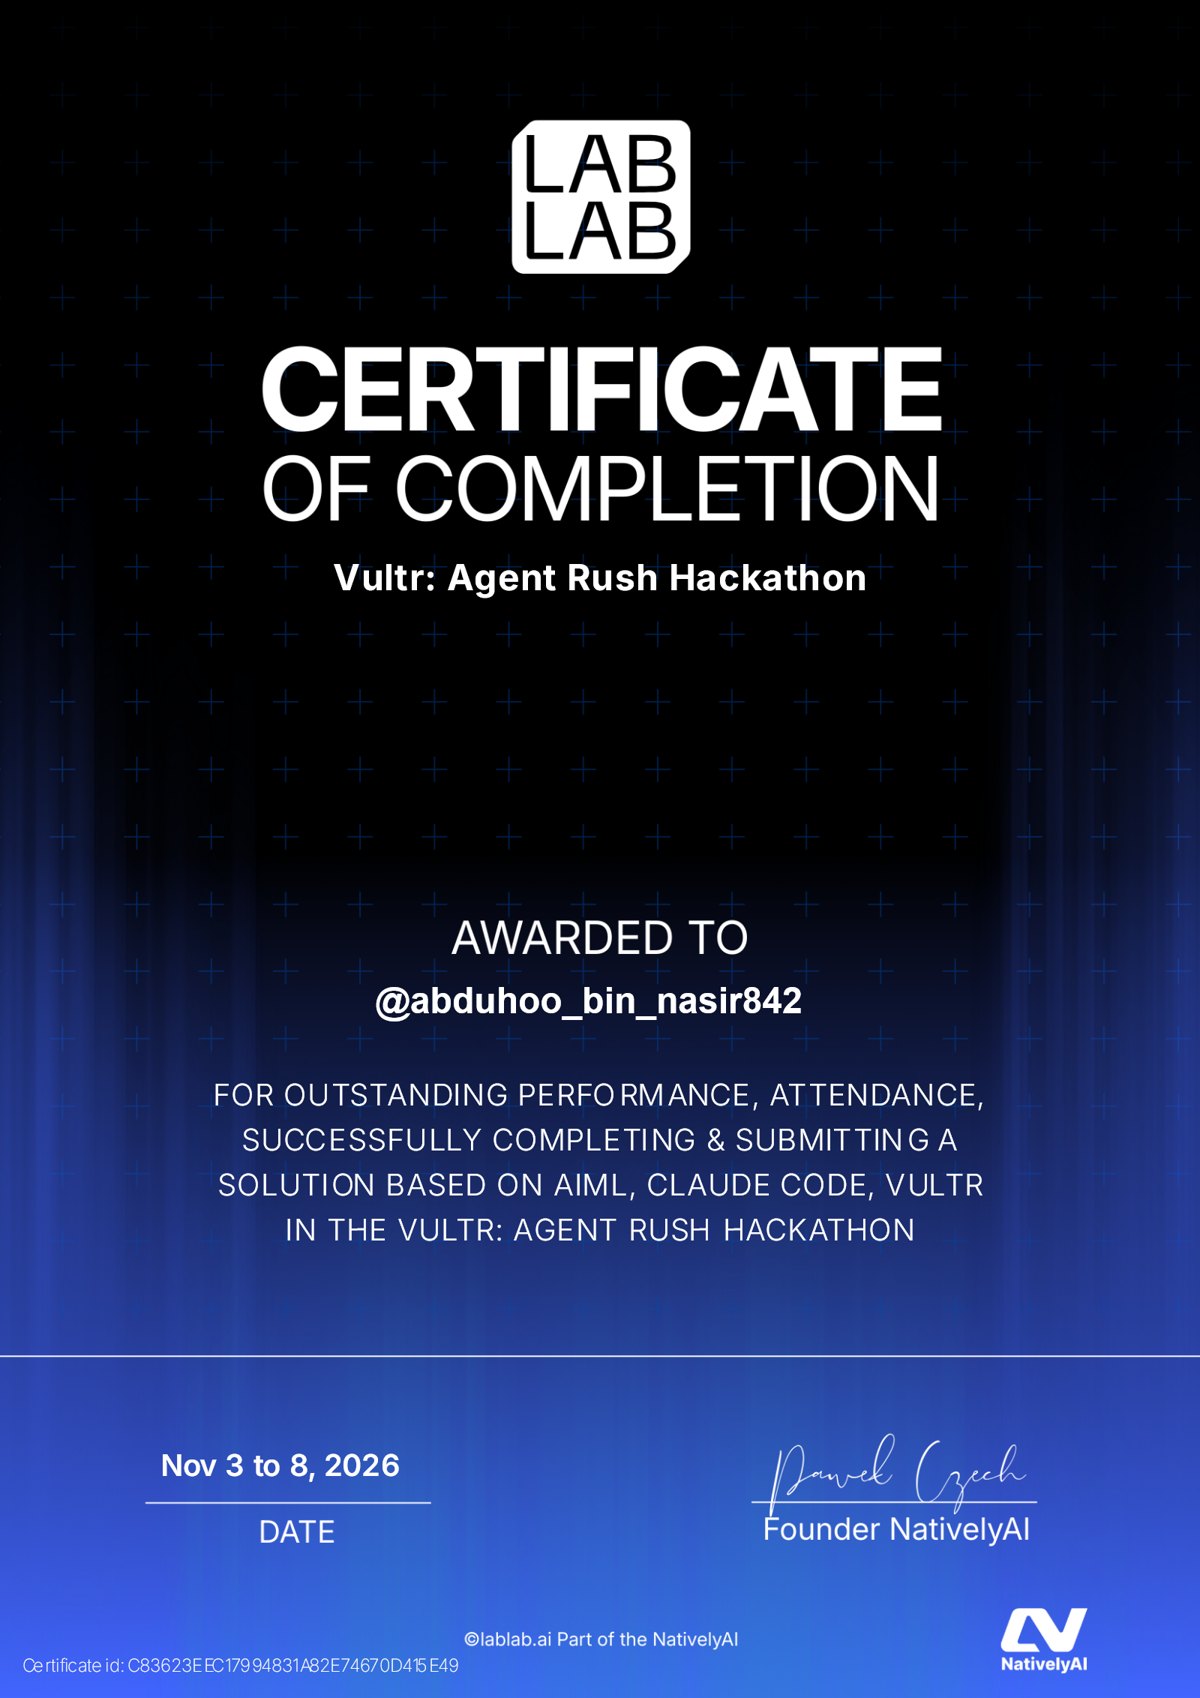 LAB
LAB
CERTIFICATE
OF COMPLETION
Vultr: Agent Rush Hackathon
AWARDED TO
@abduhoo_bin_nasir842
FOR OUTSTANDING PERFORMANCE, ATTENDANCE,
SUCCESSFULLY COMPLETING & SUBMITTING A
SOLUTION BASED ON AIML, CLAUDE CODE, VULTR
IN THE VULTR: AGENT RUSH HACKATHON
Nov 3 to 8, 2026
DATE
Pawel Czech
Founder NativelyAI
©lablab.ai Part of the NativelyAI
NativelyAI
Certificate id: C83623EEC17994831A82E74670D415E49